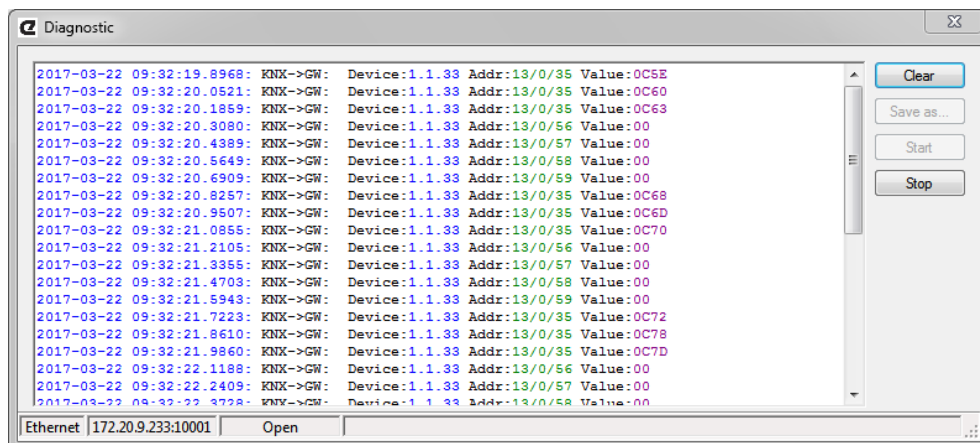 Diagnostic
2017-03-22 09:32:19.8968: KNX->GW: Device:1.1.33 Addr:13/0/35 Value:0C5E
2017-03-22 09:32:20.0521: KNX->GW: Device:1.1.33 Addr:13/0/35 Value:0C60
2017-03-22 09:32:20.1859: KNX->GW: Device:1.1.33 Addr:13/0/35 Value:0C63
2017-03-22 09:32:20.3080: KNX->GW: Device:1.1.33 Addr:13/0/56 Value:00
2017-03-22 09:32:20.4389: KNX->GW: Device:1.1.33 Addr:13/0/57 Value:00
2017-03-22 09:32:20.5649: KNX->GW: Device:1.1.33 Addr:13/0/58 Value:00
2017-03-22 09:32:20.6909: KNX->GW: Device:1.1.33 Addr:13/0/59 Value:00
2017-03-22 09:32:20.8257: KNX->GW: Device:1.1.33 Addr:13/0/35 Value:0C68
2017-03-22 09:32:20.9507: KNX->GW: Device:1.1.33 Addr:13/0/35 Value:0C6D
2017-03-22 09:32:21.0855: KNX->GW: Device:1.1.33 Addr:13/0/35 Value:0C70
2017-03-22 09:32:21.2105: KNX->GW: Device:1.1.33 Addr:13/0/56 Value:00
2017-03-22 09:32:21.3355: KNX->GW: Device:1.1.33 Addr:13/0/57 Value:00
2017-03-22 09:32:21.4703: KNX->GW: Device:1.1.33 Addr:13/0/58 Value:00
2017-03-22 09:32:21.5943: KNX->GW: Device:1.1.33 Addr:13/0/59 Value:00
2017-03-22 09:32:21.7223: KNX->GW: Device:1.1.33 Addr:13/0/35 Value:0C72
2017-03-22 09:32:21.8610: KNX->GW: Device:1.1.33 Addr:13/0/35 Value:0C78
2017-03-22 09:32:21.9860: KNX->GW: Device:1.1.33 Addr:13/0/35 Value:0C7D
2017-03-22 09:32:22.1188: KNX->GW: Device:1.1.33 Addr:13/0/56 Value:00
2017-03-22 09:32:22.2409: KNX->GW: Device:1.1.33 Addr:13/0/57 Value:00
2017-03-22 09:32:22.3728: KNX->GW: Device:1.1.33 Addr:13/0/58 Value:00
Clear
Save as...
Start
Stop
Ethernet 172.20.9.233:10001 Open